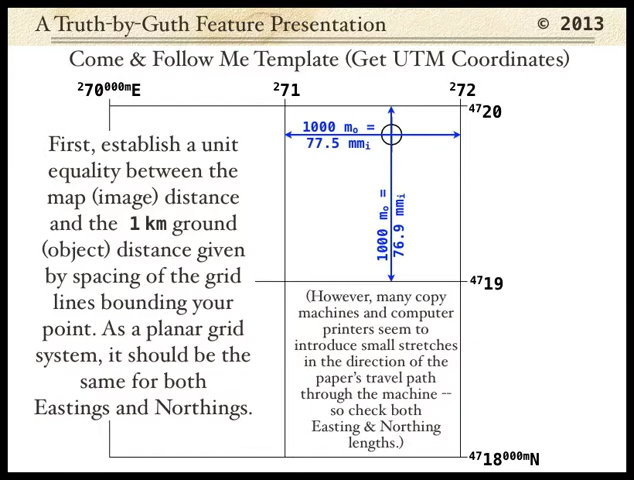 A Truth-by-Guth Feature Presentation © 2013
Come & Follow Me Template (Get UTM Coordinates)
²70⁰⁰⁰ᵐE ²71 ²72
⁴⁷20
1000 mₒ =
77.5 mmᵢ
1000 mₒ =
76.9 mmᵢ
First, establish a unit
equality between the
map (image) distance
and the 1 km ground
(object) distance given
by spacing of the grid
lines bounding your
point. As a planar grid
system, it should be the
same for both
Eastings and Northings.
⁴⁷19
(However, many copy
machines and computer
printers seem to
introduce small stretches
in the direction of the
paper's travel path
through the machine --
so check both
Easting & Northing
lengths.)
⁴⁷18⁰⁰⁰ᵐN